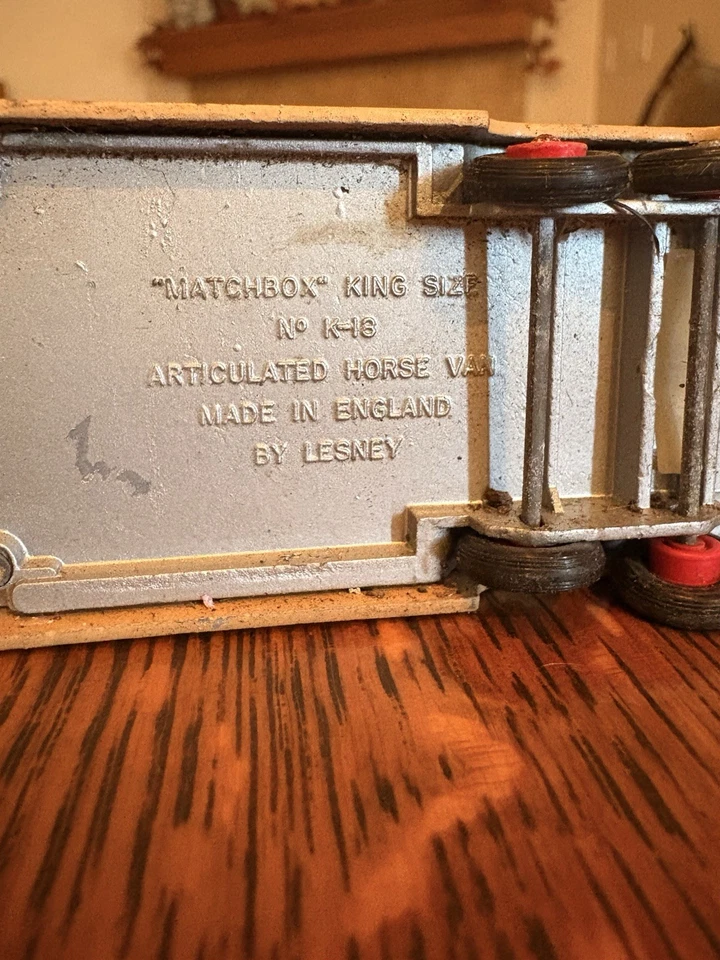 "MATCHBOX" KING SIZE
Nº K-18
ARTICULATED HORSE VAN
MADE IN ENGLAND
BY LESNEY